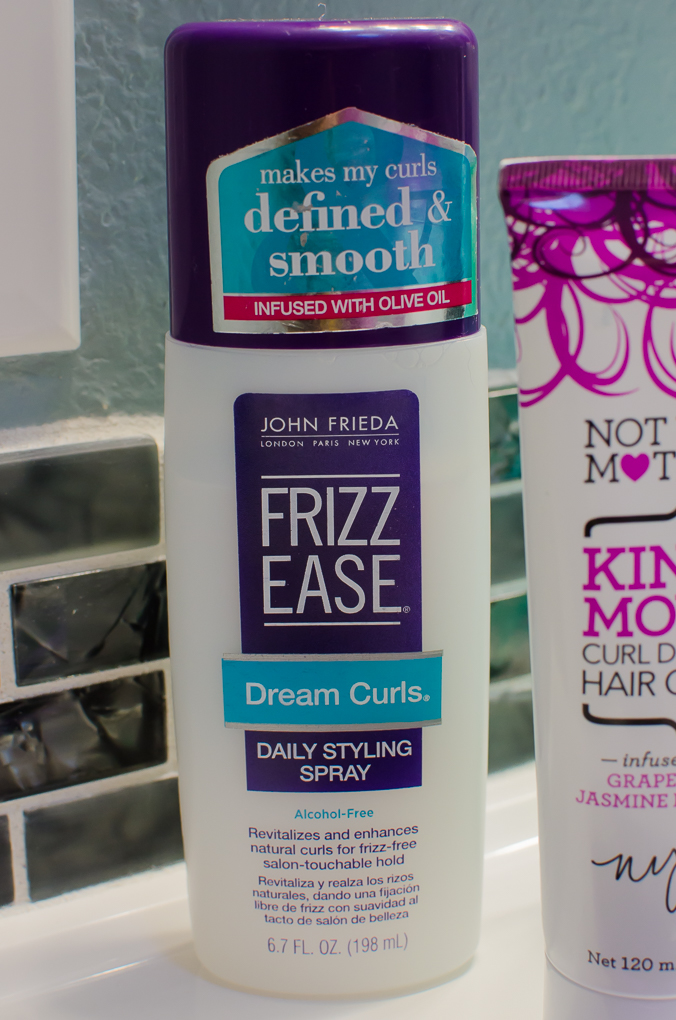 makes my curls
defined &
smooth
INFUSED WITH OLIVE OIL
JOHN FRIEDA
LONDON PARIS NEW YORK
FRIZZ
EASE®
Dream Curls®
DAILY STYLING
SPRAY
Alcohol-Free
Revitalizes and enhances
natural curls for frizz-free
salon-touchable hold
Revitaliza y realza los rizos
naturales, dando una fijación
libre de frizz con suavidad al
tacto de salón de belleza
6.7 FL. OZ. (198 mL)
NOT
M♥T
KIN
MO
CURL D
HAIR
— infuse
GRAPE
JASMINE
ny
Net 120 m